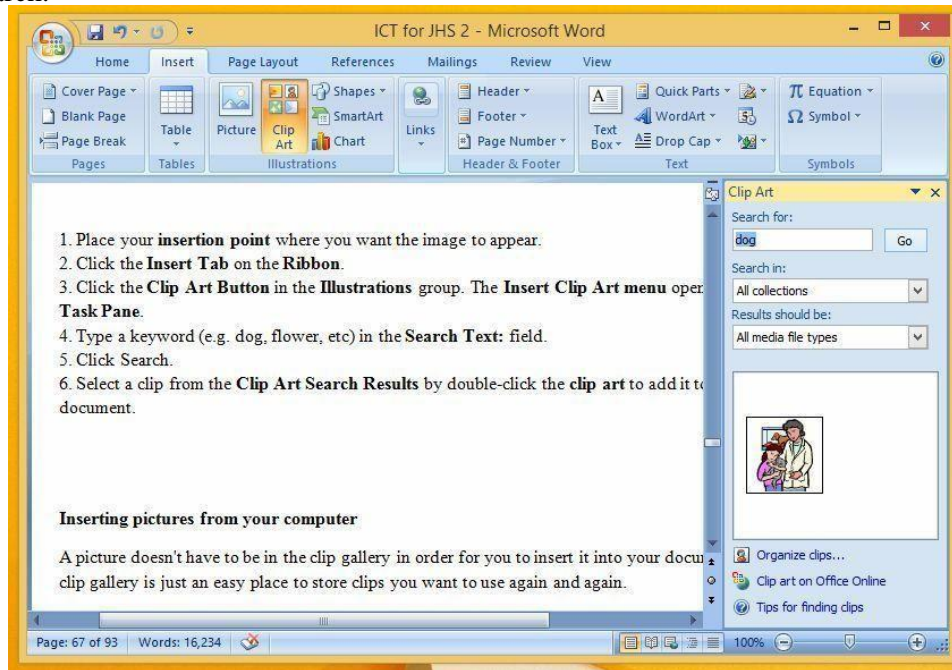 arch.
ICT for JHS 2 - Microsoft Word
Home Insert Page Layout References Mailings Review View
Cover Page
Blank Page
Page Break
Pages
Table
Tables
Picture
Clip Art
Shapes
SmartArt
Chart
Illustrations
Links
Header
Footer
Page Number
Header & Footer
A
Text Box
Quick Parts
WordArt
Drop Cap
Text
π Equation
Ω Symbol
Symbols
1. Place your insertion point where you want the image to appear.
2. Click the Insert Tab on the Ribbon.
3. Click the Clip Art Button in the Illustrations group. The Insert Clip Art menu oper
Task Pane.
4. Type a keyword (e.g. dog, flower, etc) in the Search Text: field.
5. Click Search.
6. Select a clip from the Clip Art Search Results by double-click the clip art to add it to
document.
Inserting pictures from your computer
A picture doesn't have to be in the clip gallery in order for you to insert it into your docu
clip gallery is just an easy place to store clips you want to use again and again.
Clip Art
Search for:
dog Go
Search in:
All collections
Results should be:
All media file types
Organize clips...
Clip art on Office Online
Tips for finding clips
Page: 67 of 93 Words: 16,234 100%